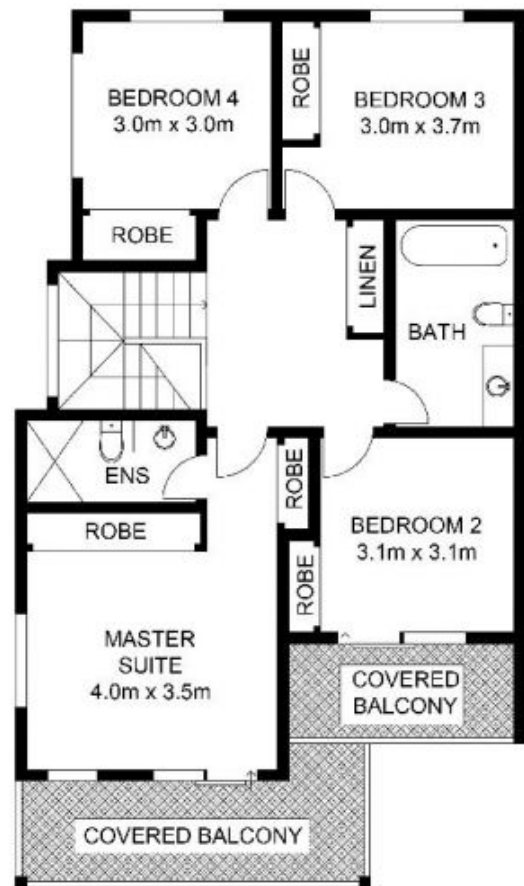 BEDROOM 4
3.0m x 3.0m
ROBE
BEDROOM 3
3.0m x 3.7m
ROBE
LINEN
BATH
ENS
ROBE
ROBE
BEDROOM 2
3.1m x 3.1m
ROBE
MASTER
SUITE
4.0m x 3.5m
COVERED
BALCONY
COVERED BALCONY